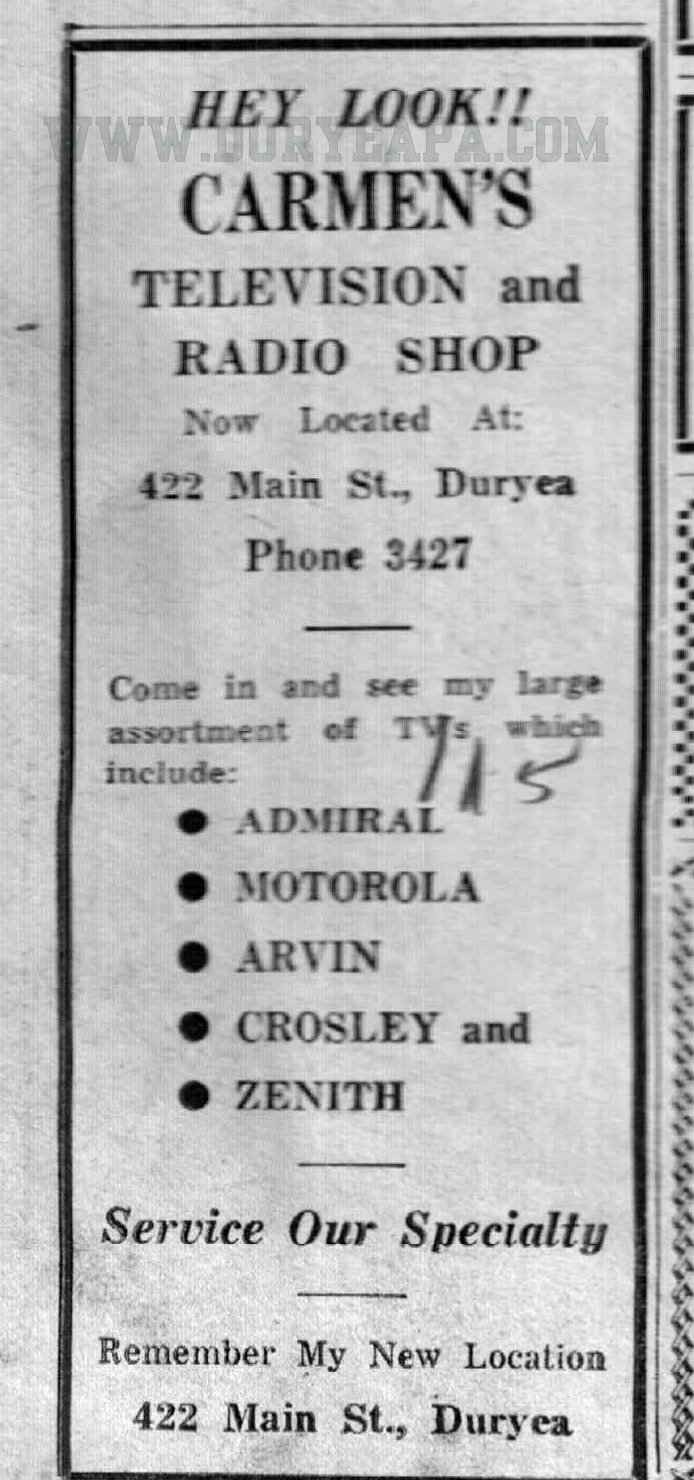 HEY LOOK!!
WWW.DURYEAPA.COM
CARMEN'S
TELEVISION and
RADIO SHOP
Now Located At:
422 Main St., Duryea
Phone 3427
Come in and see my large
assortment of TV's which
include:
● ADMIRAL
● MOTOROLA
● ARVIN
● CROSLEY and
● ZENITH
Service Our Specialty
Remember My New Location
422 Main St., Duryea